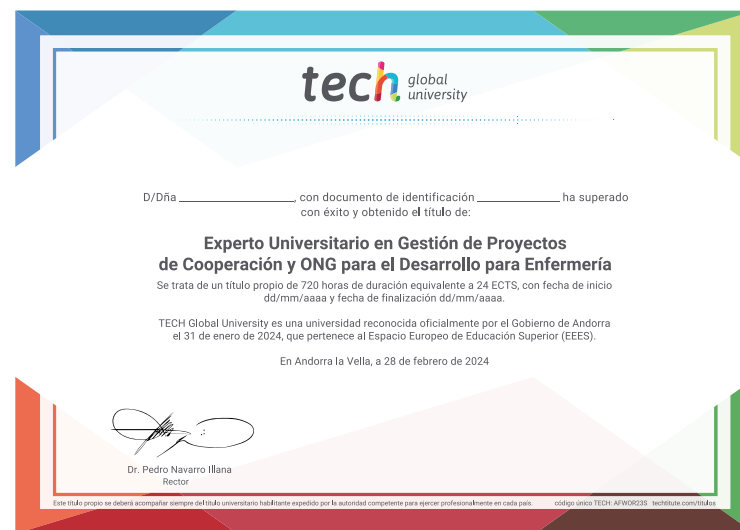 tech global
university
D/Dña ______________, con documento de identificación ______________ ha superado
con éxito y obtenido el título de:
Experto Universitario en Gestión de Proyectos
de Cooperación y ONG para el Desarrollo para Enfermería
Se trata de un título propio de 720 horas de duración equivalente a 24 ECTS, con fecha de inicio
dd/mm/aaaa y fecha de finalización dd/mm/aaaa.
TECH Global University es una universidad reconocida oficialmente por el Gobierno de Andorra
el 31 de enero de 2024, que pertenece al Espacio Europeo de Educación Superior (EEES).
En Andorra la Vella, a 28 de febrero de 2024
Dr. Pedro Navarro Illana
Rector
Este título propio se deberá acompañar siempre del título universitario habilitante expedido por la autoridad competente para ejercer profesionalmente en cada país. código único TECH: AFWOR23S techtitute.com/titulos